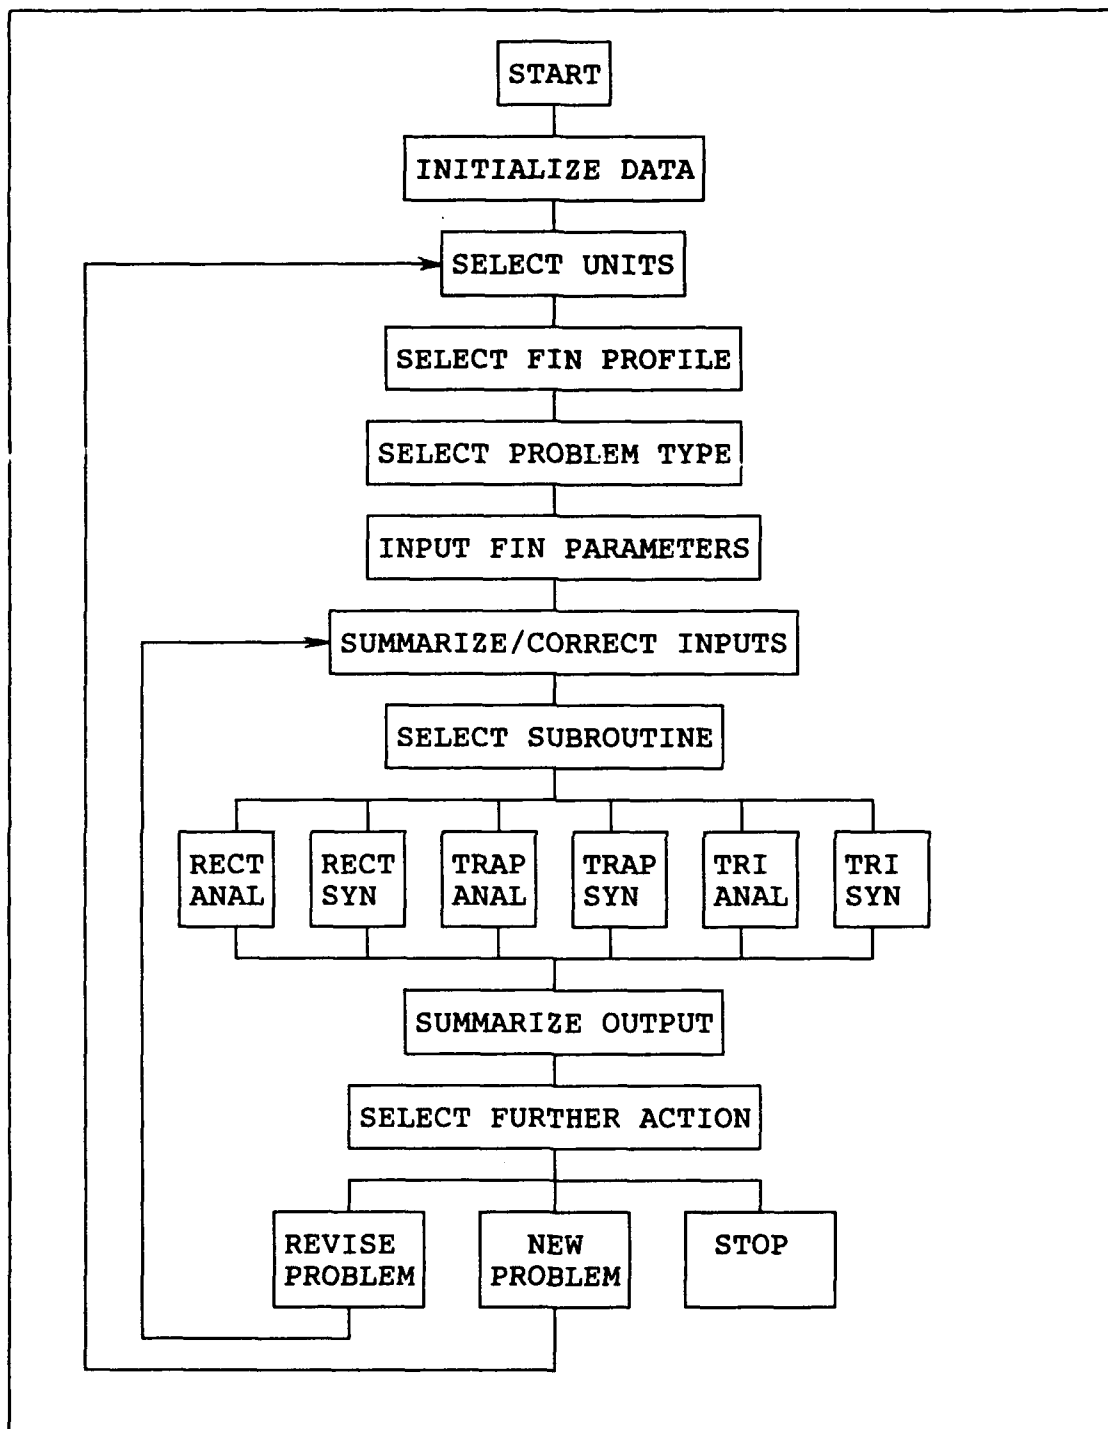 START
INITIALIZE DATA
SELECT UNITS
SELECT FIN PROFILE
SELECT PROBLEM TYPE
INPUT FIN PARAMETERS
SUMMARIZE/CORRECT INPUTS
SELECT SUBROUTINE
RECT
ANAL
RECT
SYN
TRAP
ANAL
TRAP
SYN
TRI
ANAL
TRI
SYN
SUMMARIZE OUTPUT
SELECT FURTHER ACTION
REVISE
PROBLEM
NEW
PROBLEM
STOP